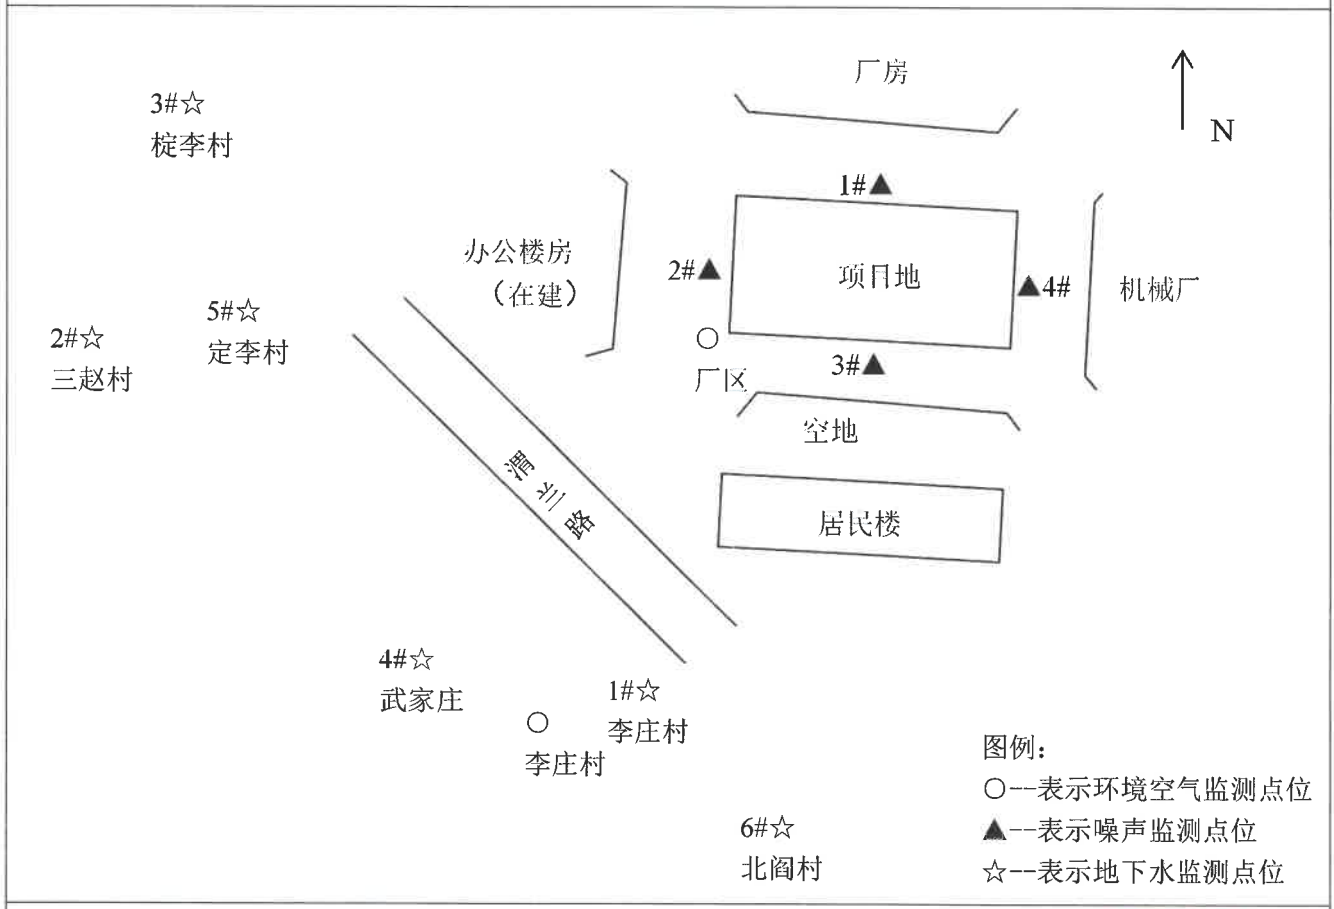 厂房
N
3#☆
椗李村
1#▲
办公楼房
（在建）
2#▲
项目地
▲4#
机械厂
5#☆
定李村
2#☆
三赵村
○
厂区
3#▲
空地
渭兰路
居民楼
4#☆
武家庄
1#☆
李庄村
○
李庄村
6#☆
北阎村
图例：
○--表示环境空气监测点位
▲--表示噪声监测点位
☆--表示地下水监测点位